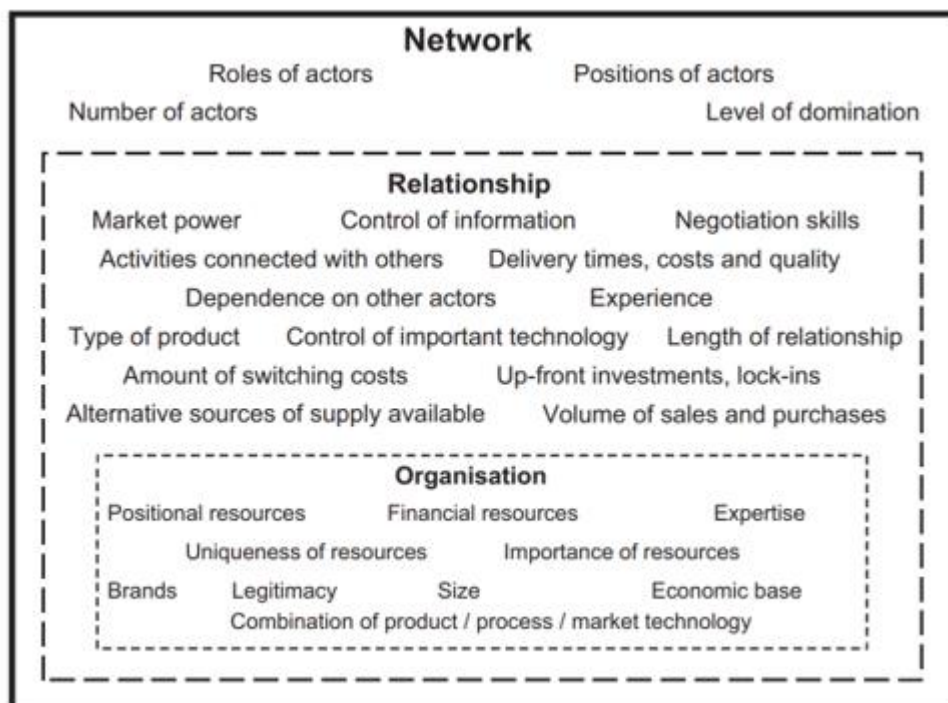 Network
Roles of actors Positions of actors
Number of actors Level of domination
Relationship
Market power Control of information Negotiation skills
Activities connected with others Delivery times, costs and quality
Dependence on other actors Experience
Type of product Control of important technology Length of relationship
Amount of switching costs Up-front investments, lock-ins
Alternative sources of supply available Volume of sales and purchases
Organisation
Positional resources Financial resources Expertise
Uniqueness of resources Importance of resources
Brands Legitimacy Size Economic base
Combination of product / process / market technology